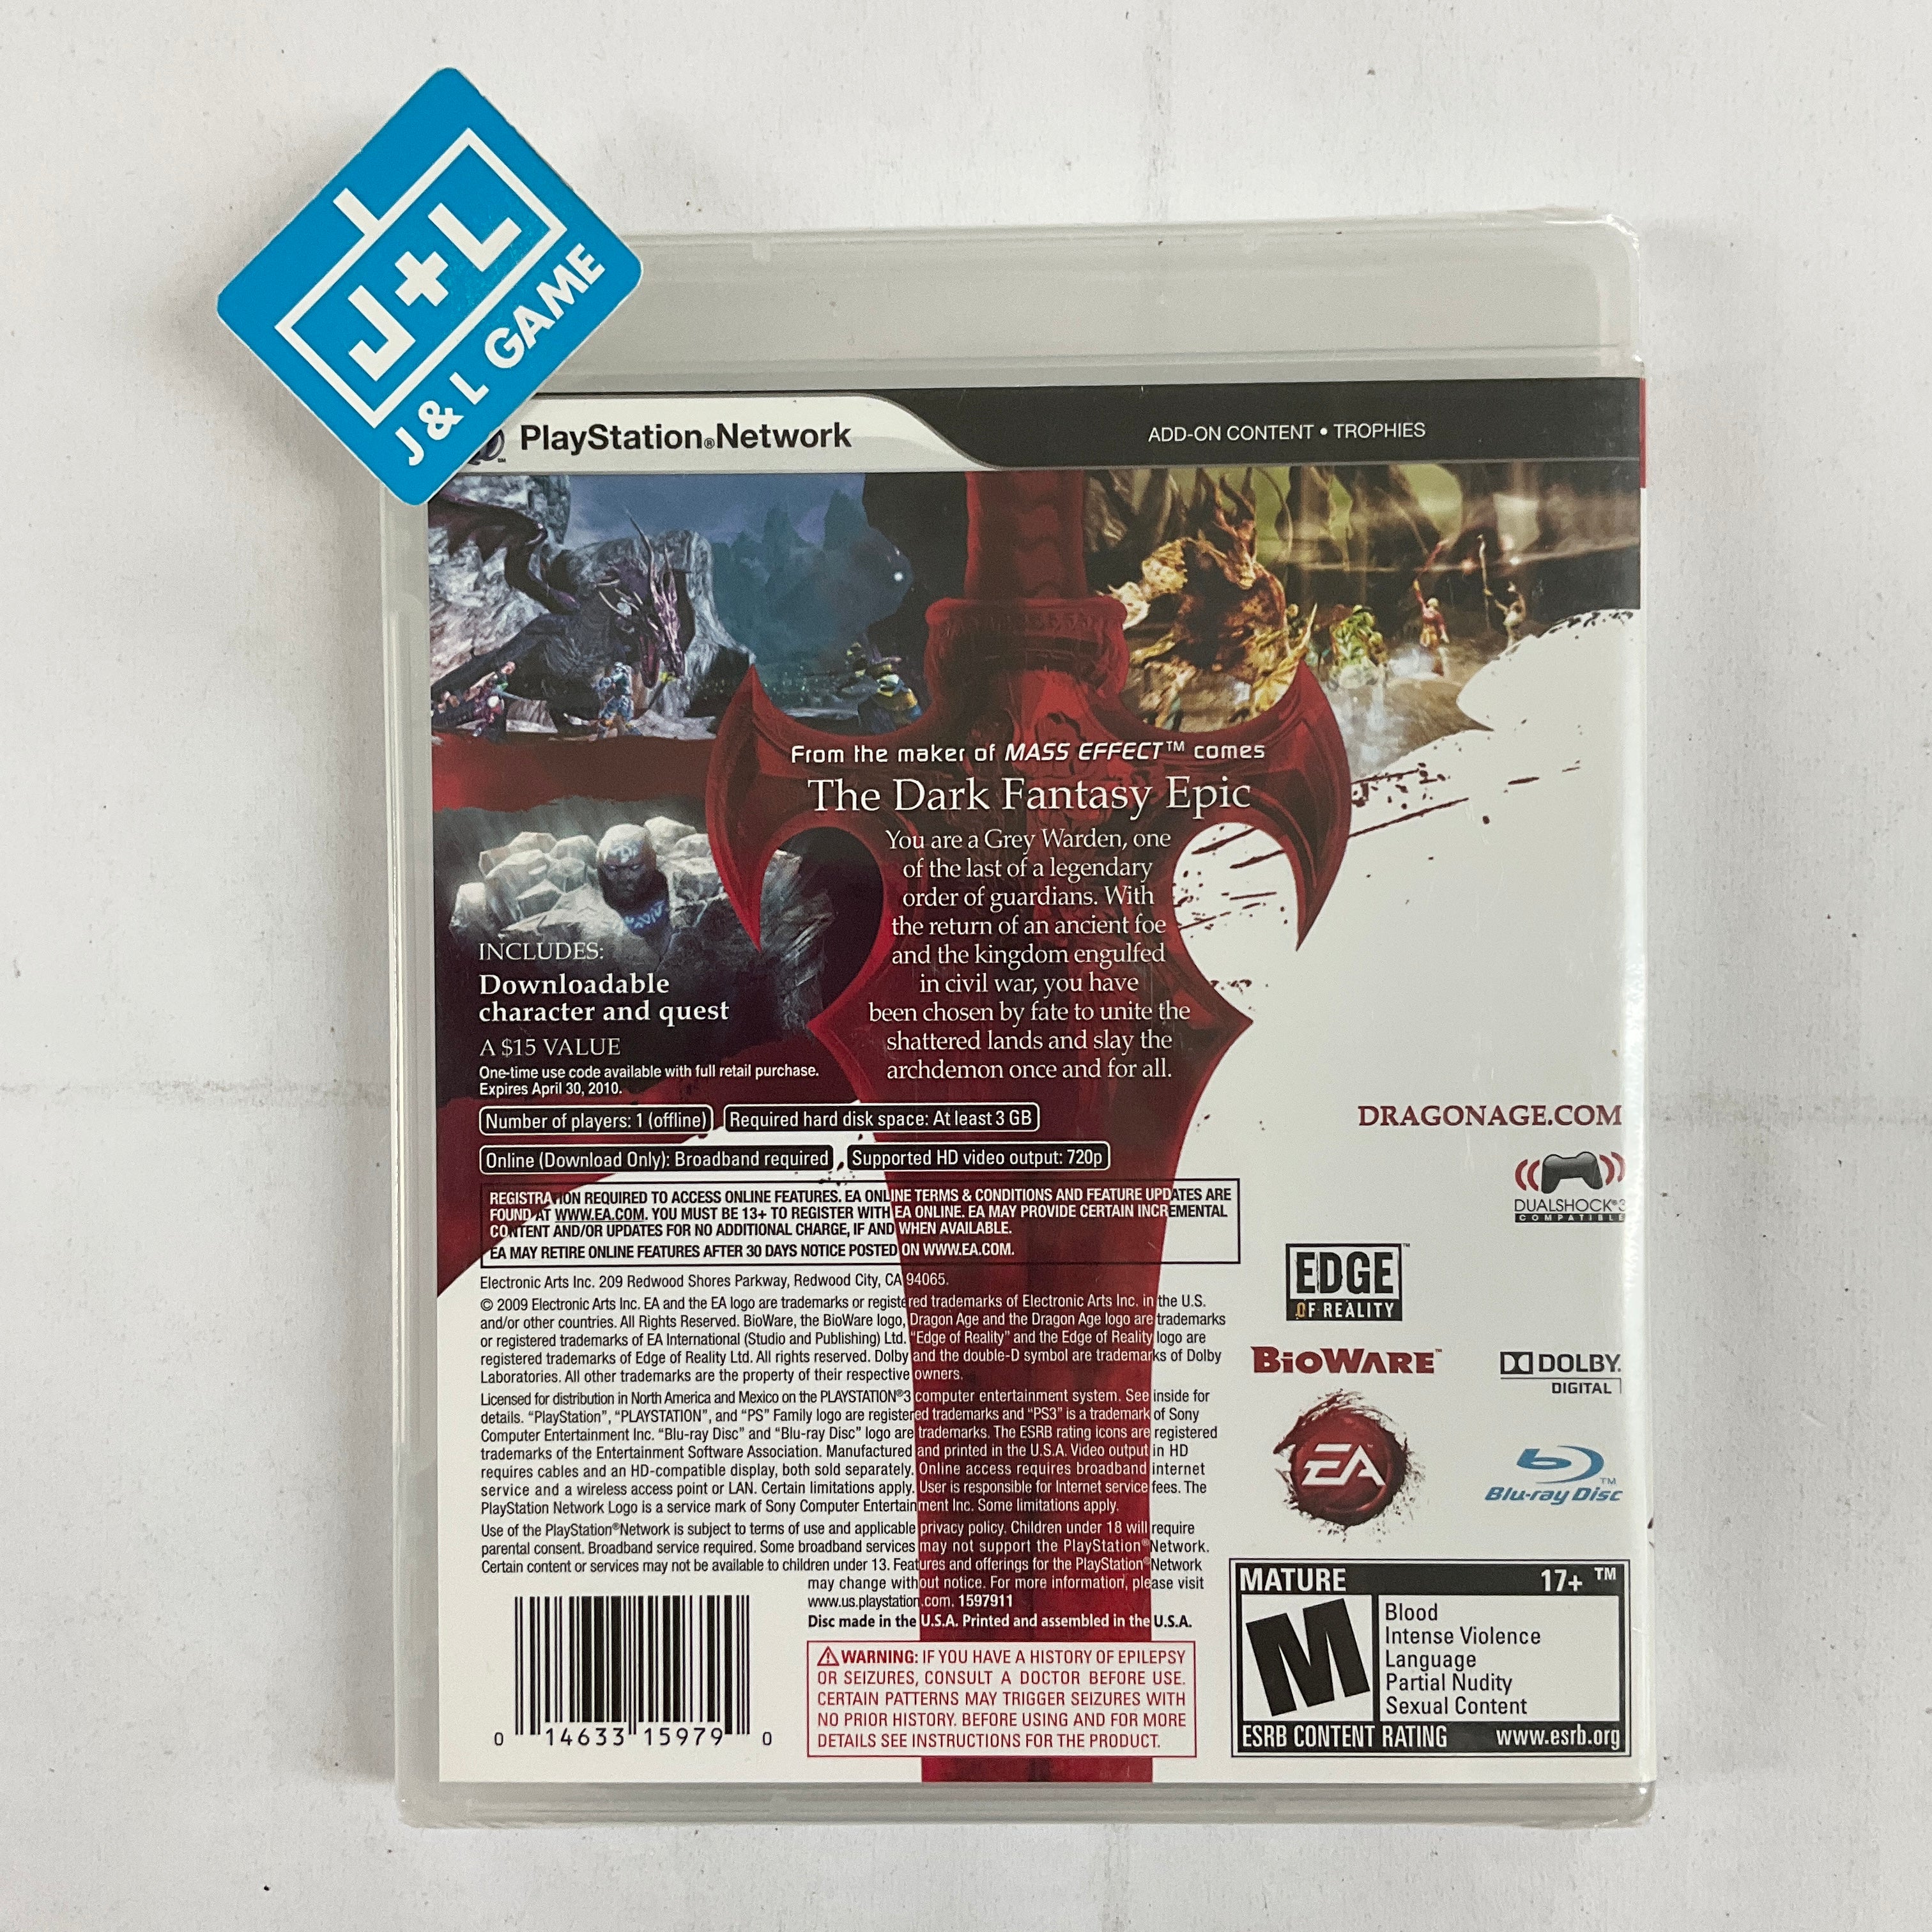 J+L
J & L GAME
PlayStation®Network
ADD-ON CONTENT • TROPHIES
From the maker of MASS EFFECT™ comes
The Dark Fantasy Epic
You are a Grey Warden, one
of the last of a legendary
order of guardians. With
the return of an ancient foe
and the kingdom engulfed
in civil war, you have
been chosen by fate to unite the
shattered lands and slay the
archdemon once and for all.
INCLUDES:
Downloadable
character and quest
A $15 VALUE
One-time use code available with full retail purchase.
Expires April 30, 2010.
Number of players: 1 (offline)
Required hard disk space: At least 3 GB
Online (Download Only): Broadband required
Supported HD video output: 720p
DRAGONAGE.COM
DUALSHOCK®3
COMPATIBLE
REGISTRATION REQUIRED TO ACCESS ONLINE FEATURES. EA ONLINE TERMS & CONDITIONS AND FEATURE UPDATES ARE
FOUND AT WWW.EA.COM. YOU MUST BE 13+ TO REGISTER WITH EA ONLINE. EA MAY PROVIDE CERTAIN INCREMENTAL
CONTENT AND/OR UPDATES FOR NO ADDITIONAL CHARGE, IF AND WHEN AVAILABLE.
EA MAY RETIRE ONLINE FEATURES AFTER 30 DAYS NOTICE POSTED ON WWW.EA.COM.
Electronic Arts Inc. 209 Redwood Shores Parkway, Redwood City, CA 94065.
© 2009 Electronic Arts Inc. EA and the EA logo are trademarks or registered trademarks of Electronic Arts Inc. in the U.S.
and/or other countries. All Rights Reserved. BioWare, the BioWare logo, Dragon Age and the Dragon Age logo are trademarks
or registered trademarks of EA International (Studio and Publishing) Ltd. "Edge of Reality" and the Edge of Reality logo are
registered trademarks of Edge of Reality Ltd. All rights reserved. Dolby and the double-D symbol are trademarks of Dolby
Laboratories. All other trademarks are the property of their respective owners.
Licensed for distribution in North America and Mexico on the PLAYSTATION®3 computer entertainment system. See inside for
details. "PlayStation", "PLAYSTATION", and "PS" Family logo are registered trademarks and "PS3" is a trademark of Sony
Computer Entertainment Inc. "Blu-ray Disc" and "Blu-ray Disc" logo are trademarks. The ESRB rating icons are registered
trademarks of the Entertainment Software Association. Manufactured and printed in the U.S.A. Video output in HD
requires cables and an HD-compatible display, both sold separately. Online access requires broadband internet
service and a wireless access point or LAN. Certain limitations apply. User is responsible for Internet service fees. The
PlayStation Network Logo is a service mark of Sony Computer Entertainment Inc. Some limitations apply.
Use of the PlayStation®Network is subject to terms of use and applicable privacy policy. Children under 18 will require
parental consent. Broadband service required. Some broadband services may not support the PlayStation®Network.
Certain content or services may not be available to children under 13. Features and offerings for the PlayStation®Network
may change without notice. For more information, please visit
www.us.playstation.com. 1597911
Disc made in the U.S.A. Printed and assembled in the U.S.A.
EDGE™
OF REALITY
BIOWARE™
DOLBY
DIGITAL
EA
Blu-ray Disc™
0 14633 15979 0
WARNING: IF YOU HAVE A HISTORY OF EPILEPSY
OR SEIZURES, CONSULT A DOCTOR BEFORE USE.
CERTAIN PATTERNS MAY TRIGGER SEIZURES WITH
NO PRIOR HISTORY. BEFORE USING AND FOR MORE
DETAILS SEE INSTRUCTIONS FOR THE PRODUCT.
MATURE 17+ ™
M
Blood
Intense Violence
Language
Partial Nudity
Sexual Content
ESRB CONTENT RATING www.esrb.org